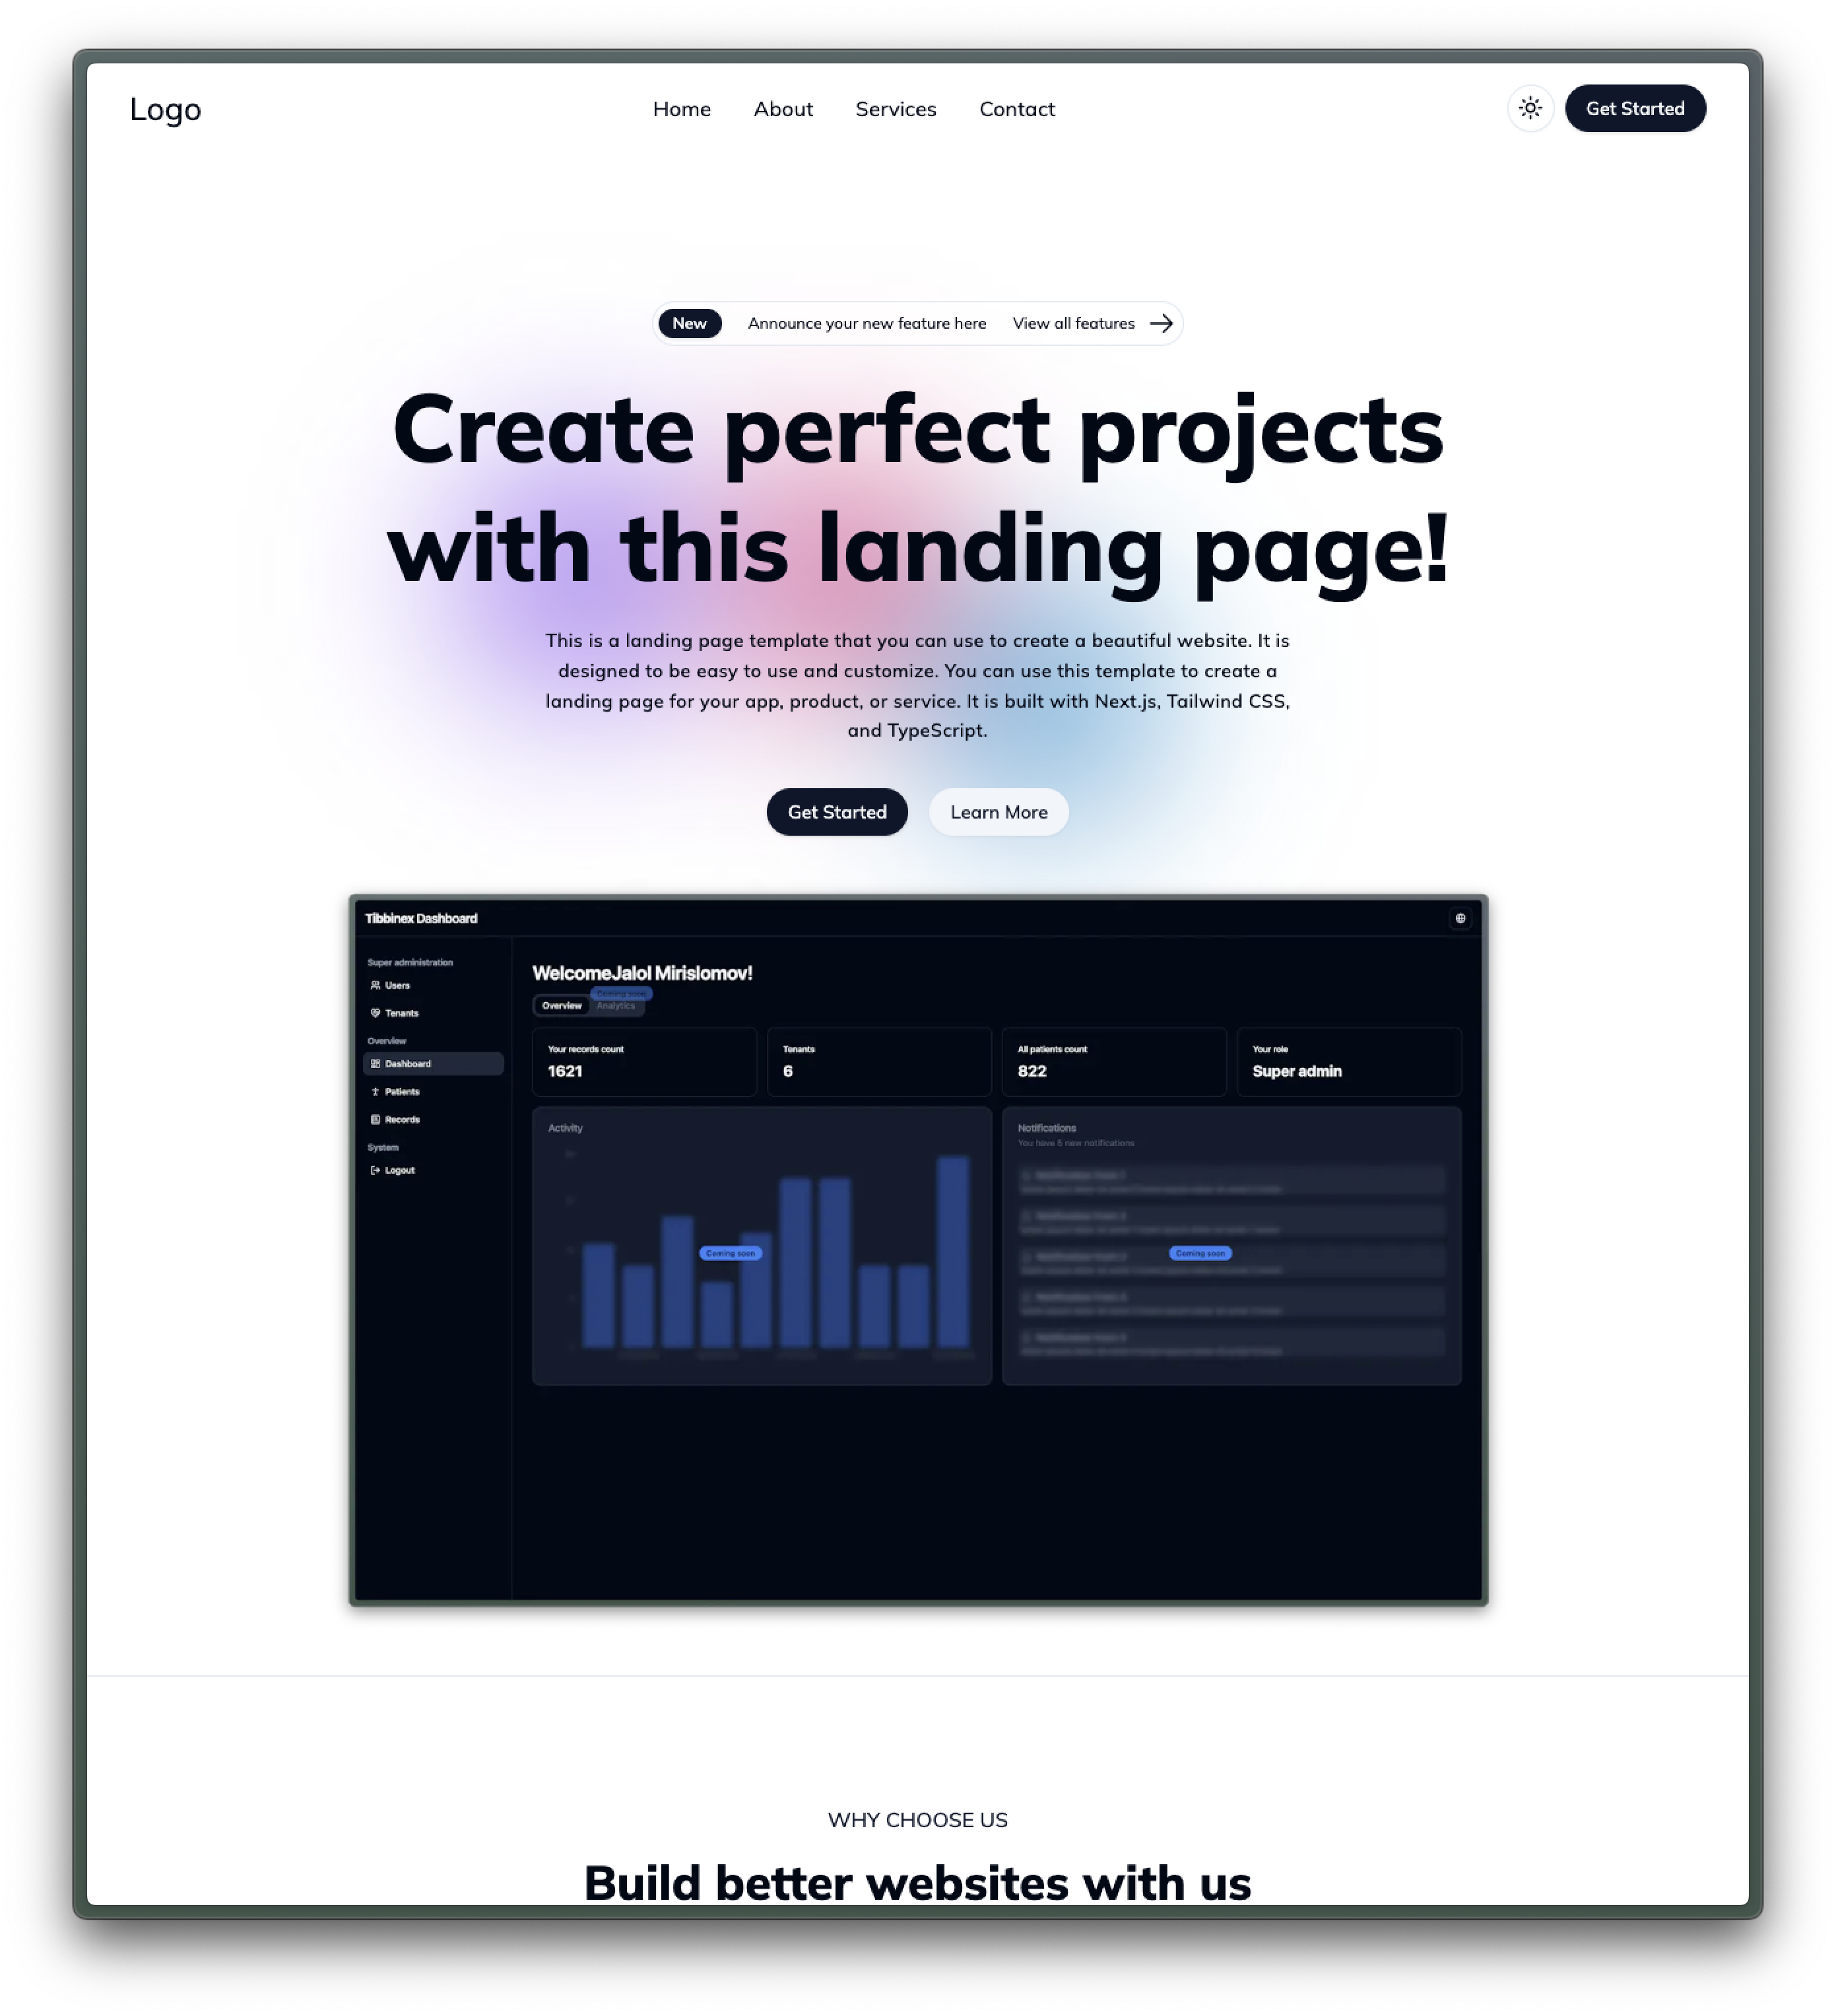 Logo
Home
About
Services
Contact
Get Started
New
Announce your new feature here
View all features
Create perfect projects
with this landing page!
This is a landing page template that you can use to create a beautiful website. It is
designed to be easy to use and customize. You can use this template to create a
landing page for your app, product, or service. It is built with Next.js, Tailwind CSS,
and TypeScript.
Get Started
Learn More
Tibbinex Dashboard
Super administration
Users
Tenants
Overview
Dashboard
Patients
Records
System
Logout
WelcomeJalol Mirislomov!
Coming soon
Overview
Analytics
Your records count
1621
Tenants
6
All patients count
822
Your role
Super admin
Activity
Coming soon
Notifications
You have 5 new notifications
Coming soon
WHY CHOOSE US
Build better websites with us